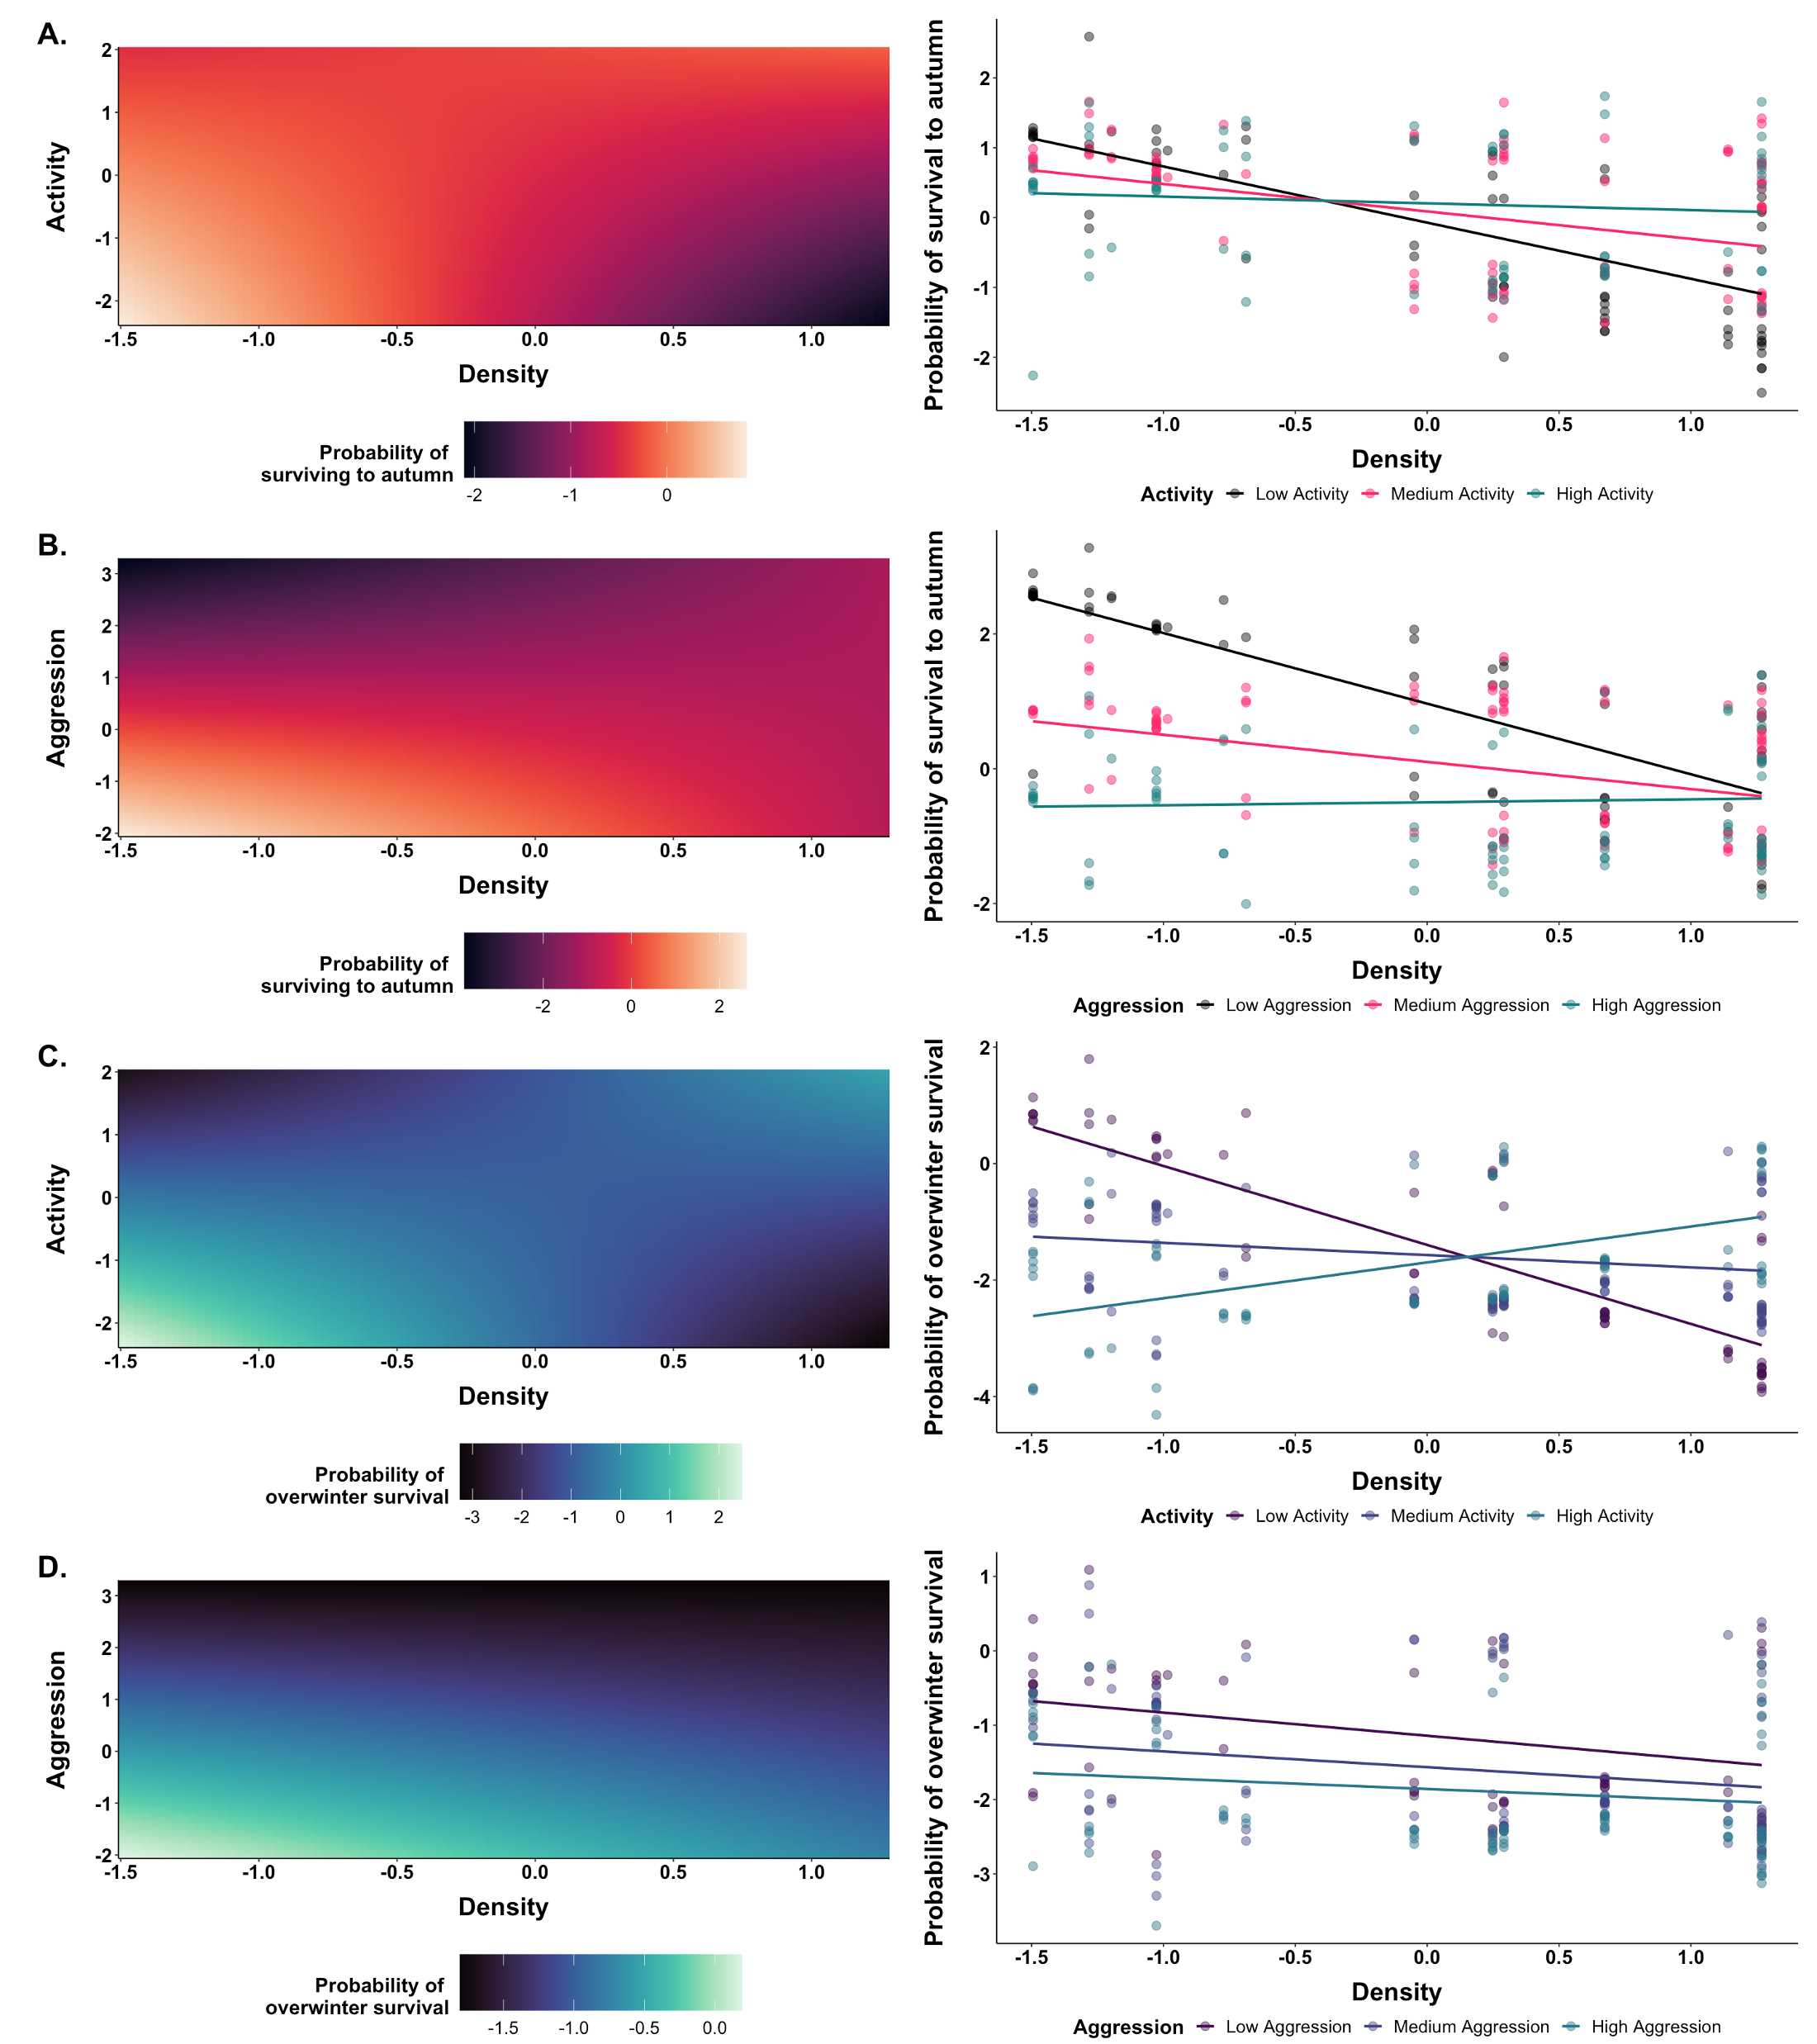 A.
2
1
0
-1
-2
Activity
-1.5 -1.0 -0.5 0.0 0.5 1.0
Density
Probability of
surviving to autumn
-2 -1 0
Probability of survival to autumn
2
1
0
-1
-2
-1.5 -1.0 -0.5 0.0 0.5 1.0
Density
Activity Low Activity Medium Activity High Activity
B.
3
2
1
0
-1
-2
Aggression
-1.5 -1.0 -0.5 0.0 0.5 1.0
Density
Probability of
surviving to autumn
-2 0 2
Probability of survival to autumn
2
0
-2
-1.5 -1.0 -0.5 0.0 0.5 1.0
Density
Aggression Low Aggression Medium Aggression High Aggression
C.
2
1
0
-1
-2
Activity
-1.5 -1.0 -0.5 0.0 0.5 1.0
Density
Probability of
overwinter survival
-3 -2 -1 0 1 2
Probability of overwinter survival
2
0
-2
-4
-1.5 -1.0 -0.5 0.0 0.5 1.0
Density
Activity Low Activity Medium Activity High Activity
D.
3
2
1
0
-1
-2
Aggression
-1.5 -1.0 -0.5 0.0 0.5 1.0
Density
Probability of
overwinter survival
-1.5 -1.0 -0.5 0.0
Probability of overwinter survival
1
0
-1
-2
-3
-1.5 -1.0 -0.5 0.0 0.5 1.0
Density
Aggression Low Aggression Medium Aggression High Aggression